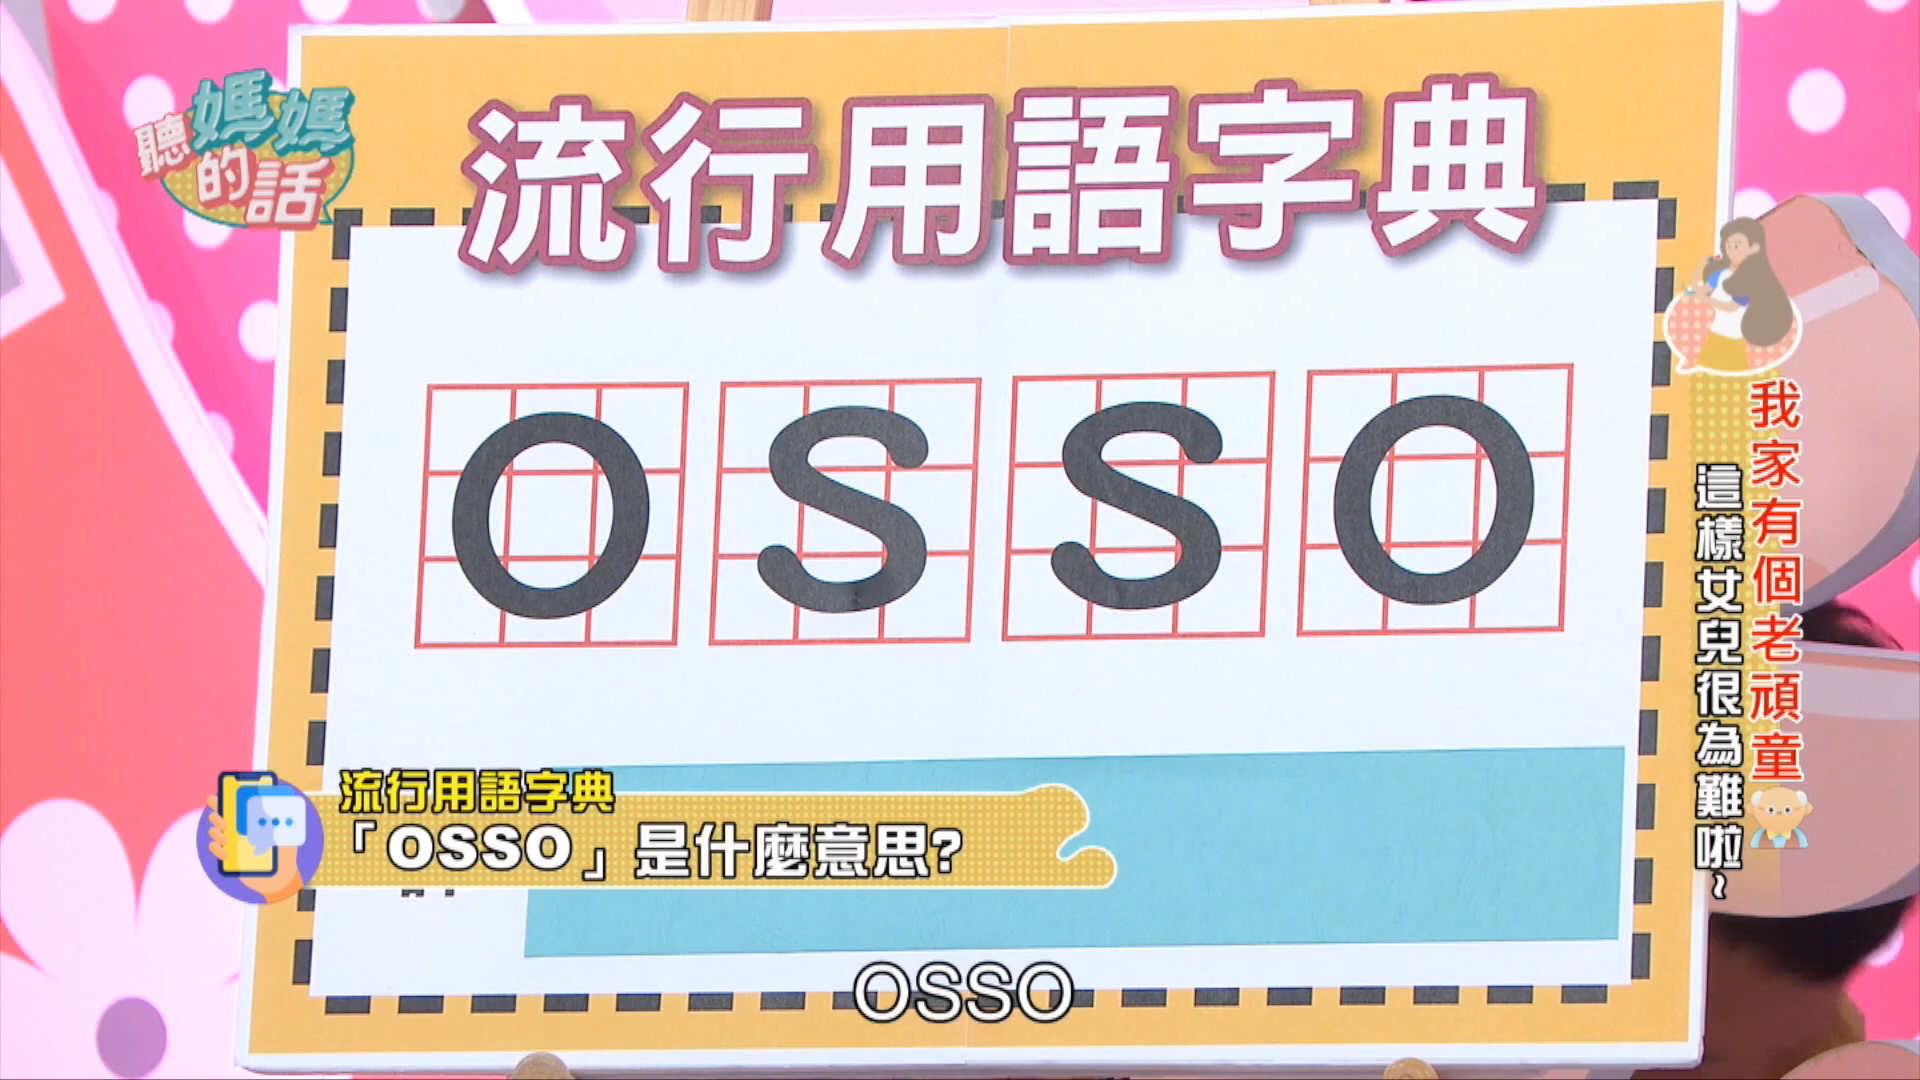 聽媽媽的話
流行用語字典
OSSO
我家有個老頑童
這樣女兒很為難啦~
流行用語字典
「OSSO」是什麼意思?
OSSO